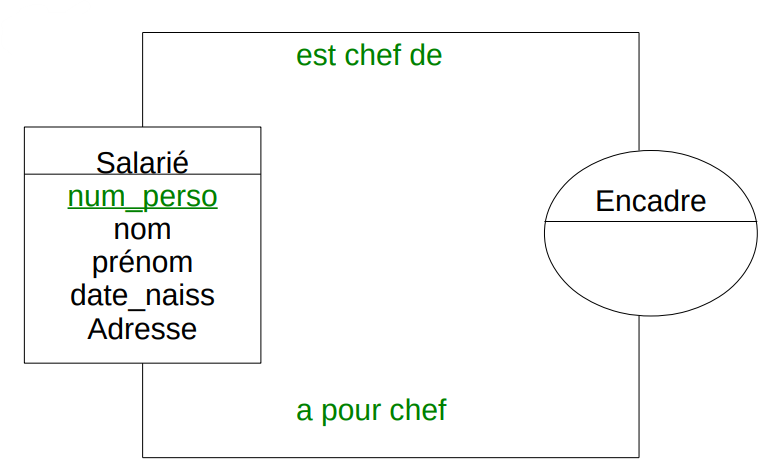 est chef de
Salarié
num_perso
nom
prénom
date_naiss
Adresse
Encadre
a pour chef